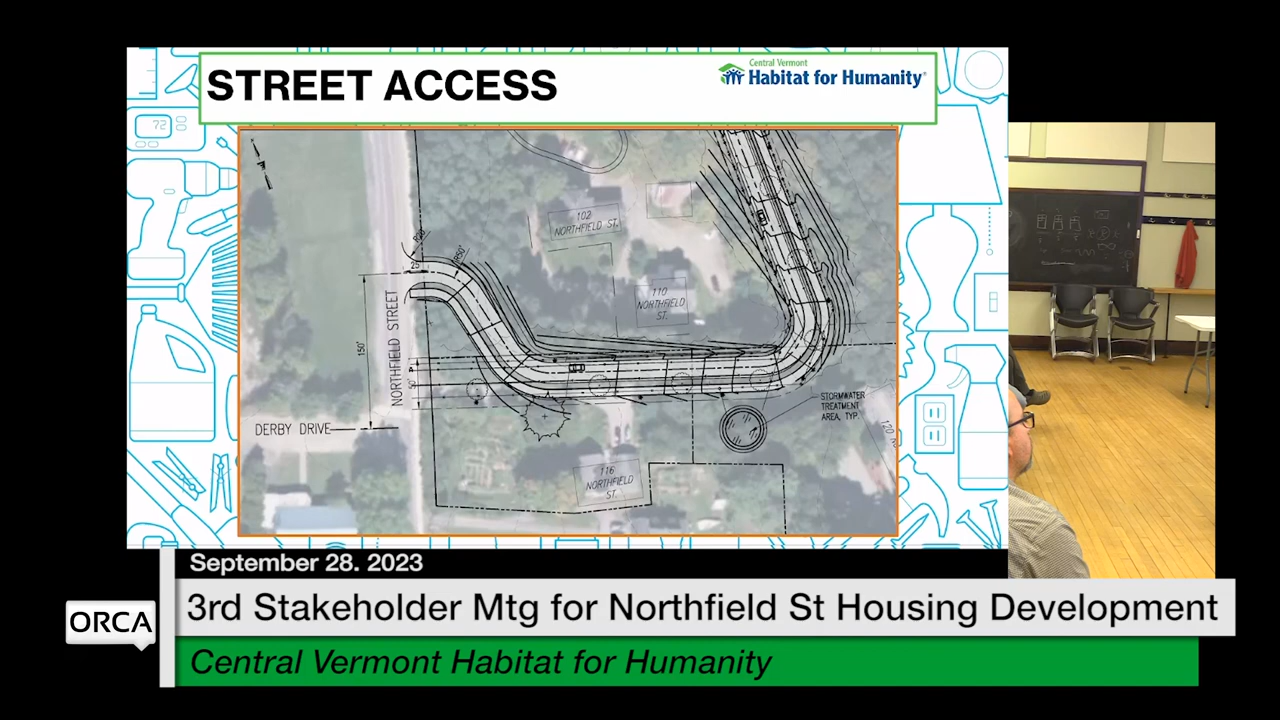 STREET ACCESS
Central Vermont
Habitat for Humanity®
72
102
NORTHFIELD ST.
25'
110
NORTHFIELD
ST.
150'
NORTHFIELD STREET
DERBY DRIVE
STORMWATER
TREATMENT
AREA, TYP.
116
NORTHFIELD
ST.
September 28. 2023
ORCA
3rd Stakeholder Mtg for Northfield St Housing Development
Central Vermont Habitat for Humanity